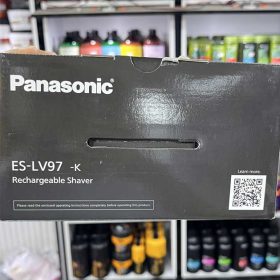 Panasonic
ES-LV97 -K
Rechargeable Shaver
Learn more
Please read the enclosed operating instructions completely before operating this product.